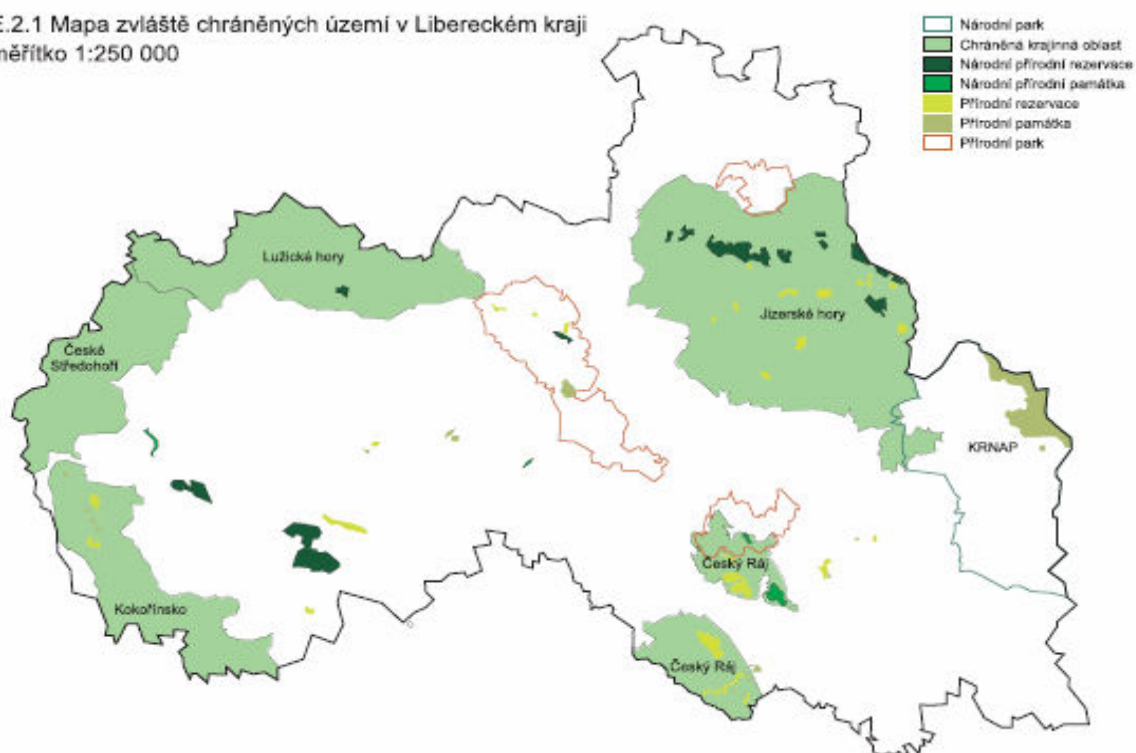 E.2.1 Mapa zvláště chráněných území v Libereckém kraji
měřítko 1:250 000
Národní park
Chráněná krajinná oblast
Národní přírodní rezervace
Národní přírodní památka
Přírodní rezervace
Přírodní památka
Přírodní park
Lužické hory
Jizerské hory
České
Středohoří
KRNAP
Český Ráj
Kokořínsko
Český Ráj